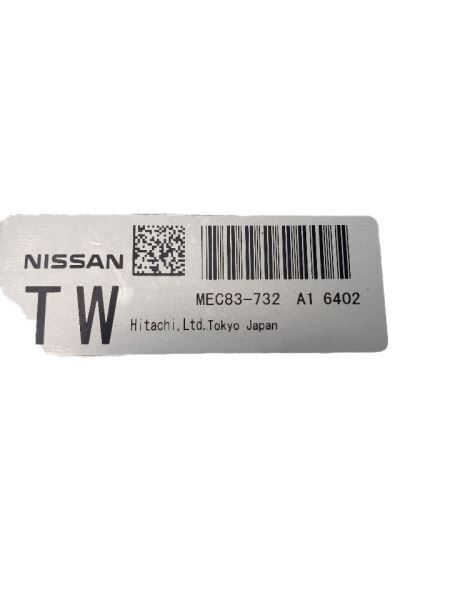 NISSAN
MEC83-732 A1 6402
TW
Hitachi,Ltd.Tokyo Japan